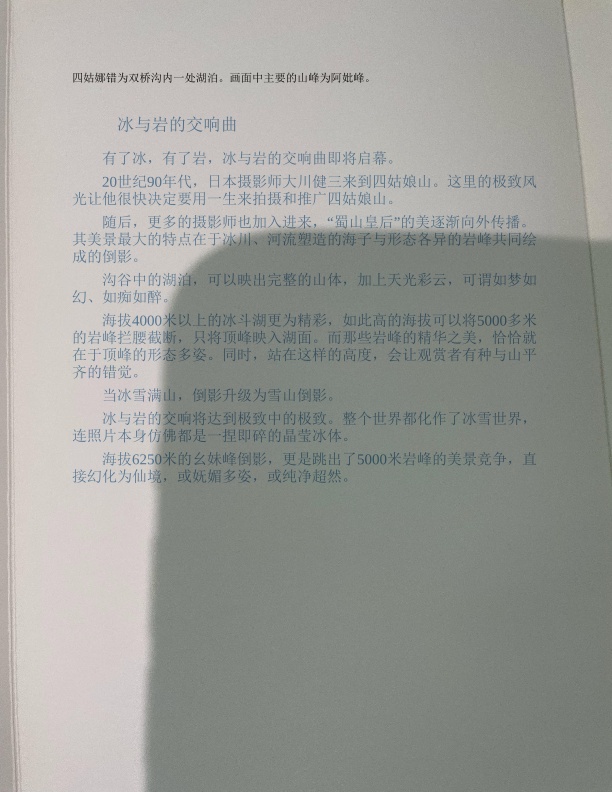 四姑娜错为双桥沟内一处湖泊。画面中主要的山峰为阿妣峰。
冰与岩的交响曲
有了冰，有了岩，冰与岩的交响曲即将启幕。
20世纪90年代，日本摄影师大川健三来到四姑娘山。这里的极致风
光让他很快决定要用一生来拍摄和推广四姑娘山。
随后，更多的摄影师也加入进来，“蜀山皇后”的美逐渐向外传播。
其美景最大的特点在于冰川、河流塑造的海子与形态各异的岩峰共同绘
成的倒影。
沟谷中的湖泊，可以映出完整的山体，加上天光彩云，可谓如梦如
幻、如痴如醉。
海拔4000米以上的冰斗湖更为精彩，如此高的海拔可以将5000多米
的岩峰拦腰截断，只将顶峰映入湖面。而那些岩峰的精华之美，恰恰就
在于顶峰的形态多姿。同时，站在这样的高度，会让观赏者有种与山平
齐的错觉。
当冰雪满山，倒影升级为雪山倒影。
冰与岩的交响将达到极致中的极致。整个世界都化作了冰雪世界，
连照片本身仿佛都是一捏即碎的晶莹冰体。
海拔6250米的幺妹峰倒影，更是跳出了5000米岩峰的美景竞争，直
接幻化为仙境，或妩媚多姿，或纯净超然。